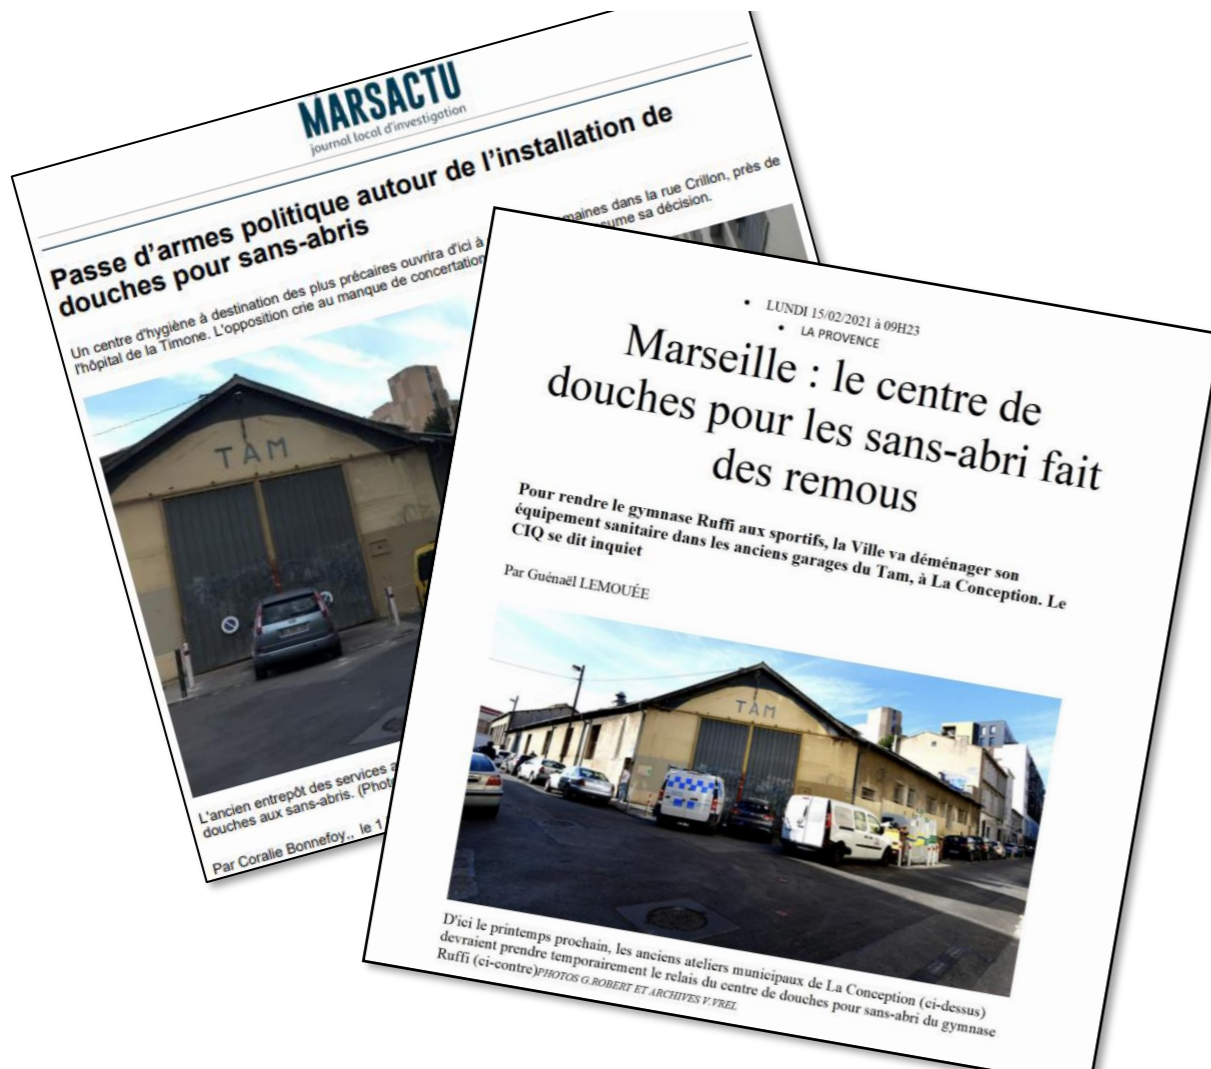 MARSACTU
journal local d'investigation
Passe d'armes politique autour de l'installation de
douches pour sans-abris
Un centre d'hygiène à destination des plus précaires ouvrira d'ici à
maines dans la rue Crillon, près de
l'hôpital de la Timone. L'opposition crie au manque de concertation
sume sa décision.
TAM
L'ancien entrepôt des services
douches aux sans-abris.
Par Coralie Bonnefoy,, le 1
• LUNDI 15/02/2021 à 09H23
• LA PROVENCE
Marseille : le centre de
douches pour les sans-abri fait
des remous
Pour rendre le gymnase Ruffi aux sportifs, la Ville va déménager son
équipement sanitaire dans les anciens garages du Tam, à La Conception. Le
CIQ se dit inquiet
Par Guénaël LEMOUÉE
TAM
D'ici le printemps prochain, les anciens ateliers municipaux de La Conception (ci-dessus)
devraient prendre temporairement le relais du centre de douches pour sans-abri du gymnase
Ruffi (ci-contre)PHOTOS G.ROBERT ET ARCHIVES V.VREL